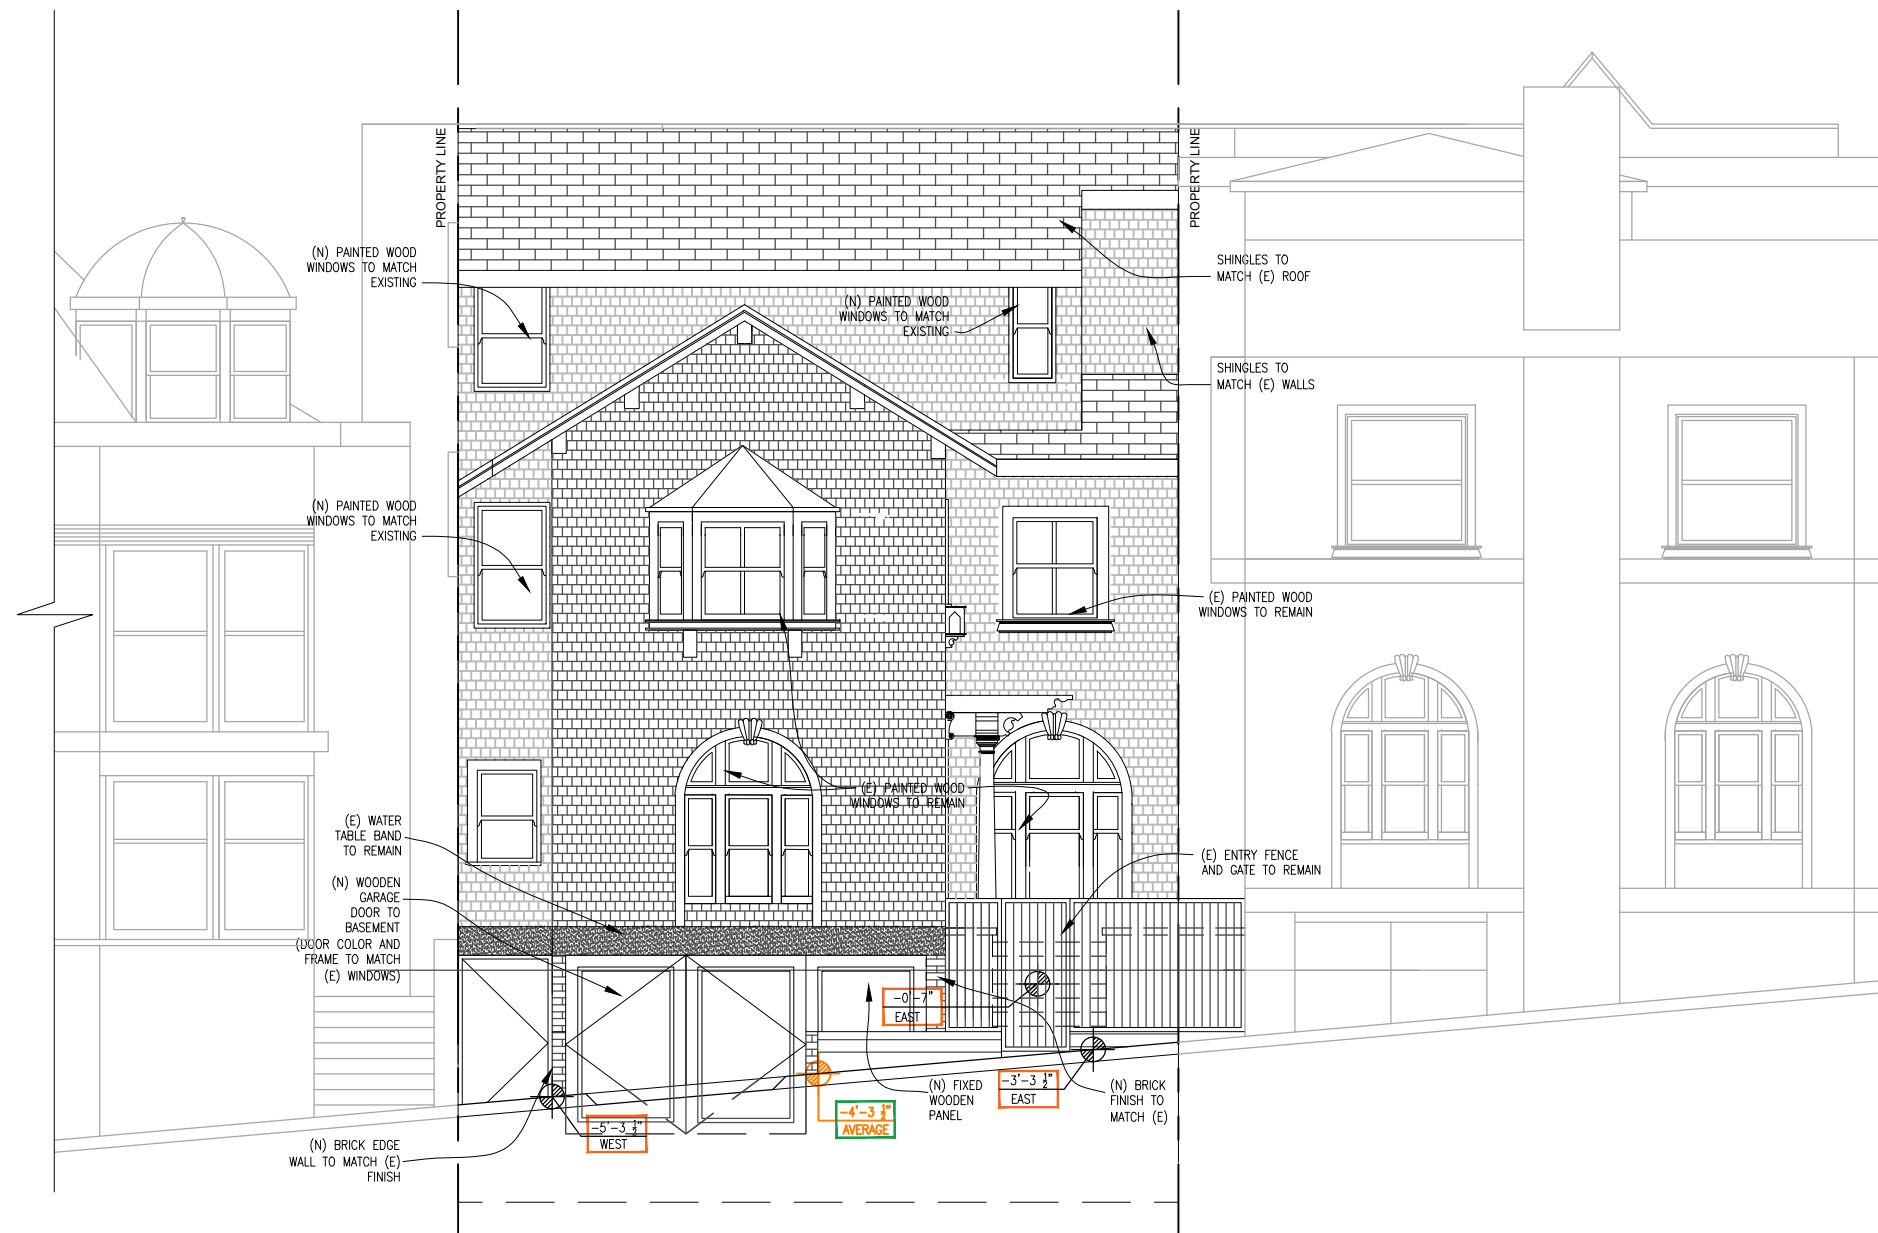 PROPERTY LINE
PROPERTY LINE
(N) PAINTED WOOD
WINDOWS TO MATCH
EXISTING
(N) PAINTED WOOD
WINDOWS TO MATCH
EXISTING
SHINGLES TO
MATCH (E) ROOF
SHINGLES TO
MATCH (E) WALLS
(N) PAINTED WOOD
WINDOWS TO MATCH
EXISTING
(E) PAINTED WOOD
WINDOWS TO REMAIN
(E) PAINTED WOOD
WINDOWS TO REMAIN
(E) WATER
TABLE BAND
TO REMAIN
(E) ENTRY FENCE
AND GATE TO REMAIN
(N) WOODEN
GARAGE
DOOR TO
BASEMENT
(DOOR COLOR AND
FRAME TO MATCH
(E) WINDOWS)
-0'-7"
EAST
-3'-3 ½"
EAST
-4'-3 ½"
AVERAGE
-5'-3 ½"
WEST
(N) FIXED
WOODEN
PANEL
(N) BRICK
FINISH TO
MATCH (E)
(N) BRICK EDGE
WALL TO MATCH (E)
FINISH